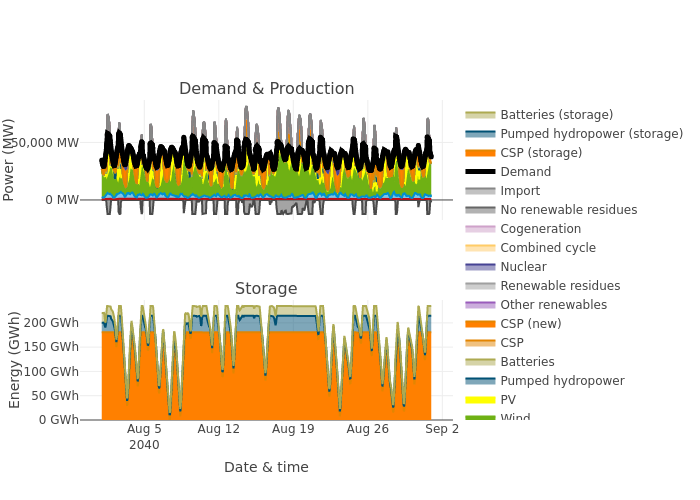 Demand & Production
Power (MW)
50,000 MW
0 MW
Storage
Energy (GWh)
200 GWh
150 GWh
100 GWh
50 GWh
0 GWh
Aug 5
2040
Aug 12
Aug 19
Aug 26
Sep 2
Date & time
Batteries (storage)
Pumped hydropower (storage)
CSP (storage)
Demand
Import
No renewable residues
Cogeneration
Combined cycle
Nuclear
Renewable residues
Other renewables
CSP (new)
CSP
Batteries
Pumped hydropower
PV
Wind